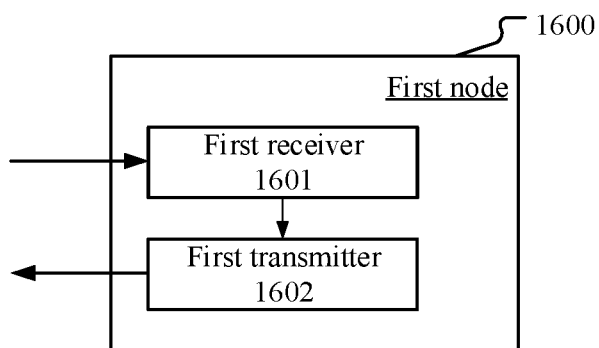 1600
First node
First receiver
1601
First transmitter
1602